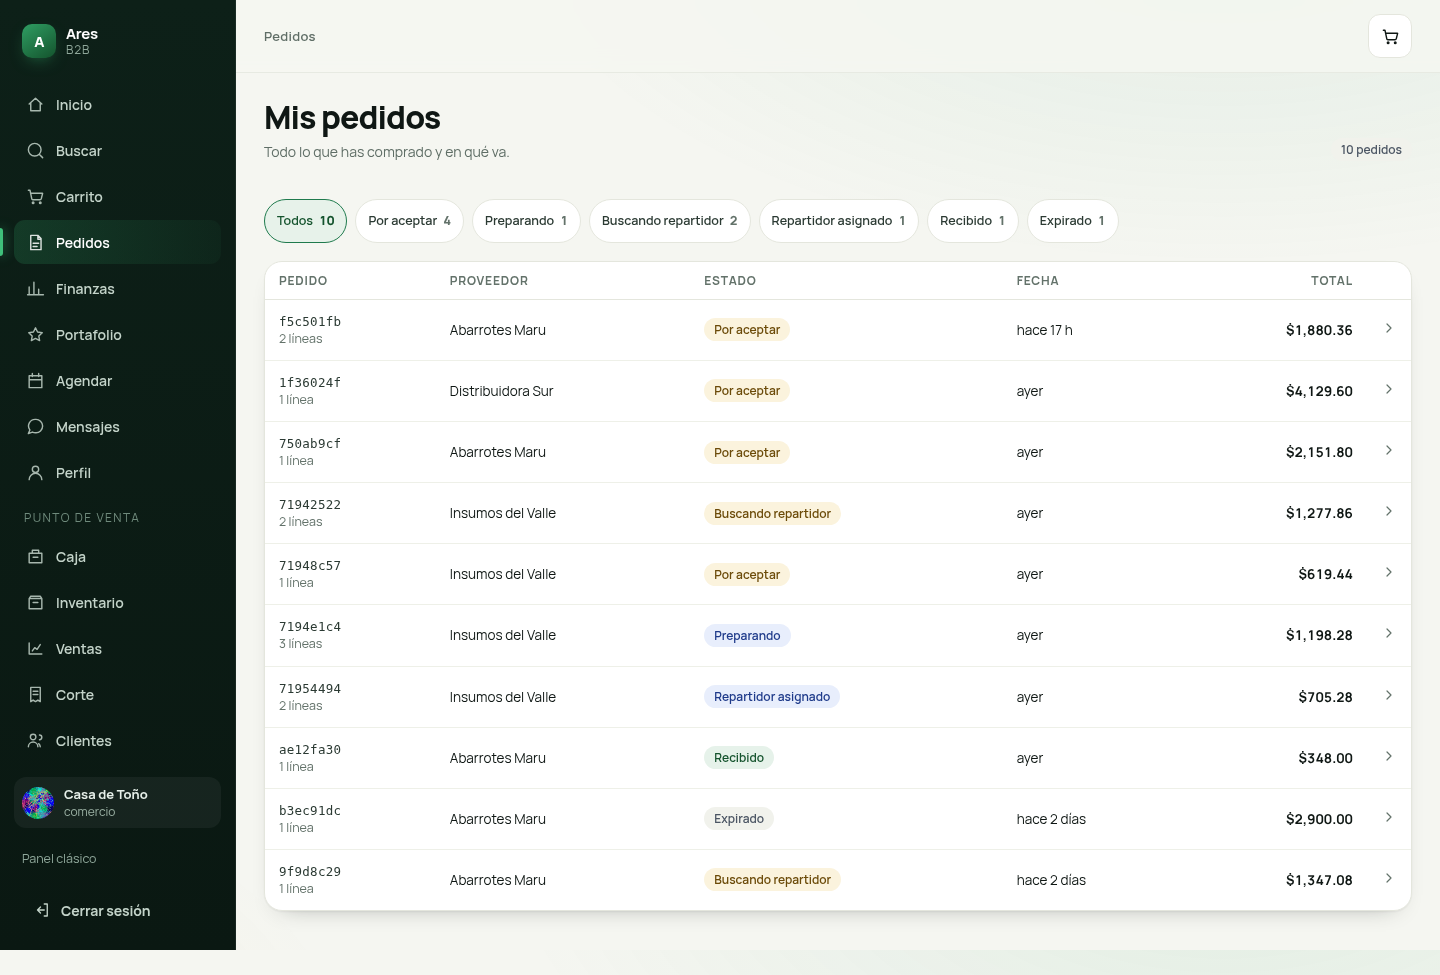 A
Ares
B2B
Inicio
Buscar
Carrito
Pedidos
Finanzas
Portafolio
Agendar
Mensajes
Perfil
PUNTO DE VENTA
Caja
Inventario
Ventas
Corte
Clientes
Casa de Toño
comercio
Panel clásico
Cerrar sesión
Pedidos
Mis pedidos
Todo lo que has comprado y en qué va.
10 pedidos
Todos 10 Por aceptar 4 Preparando 1 Buscando repartidor 2 Repartidor asignado 1 Recibido 1 Expirado 1
PEDIDO PROVEEDOR ESTADO FECHA TOTAL
f5c501fb
2 líneas
Abarrotes Maru Por aceptar hace 17 h $1,880.36
1f36024f
1 línea
Distribuidora Sur Por aceptar ayer $4,129.60
750ab9cf
1 línea
Abarrotes Maru Por aceptar ayer $2,151.80
71942522
2 líneas
Insumos del Valle Buscando repartidor ayer $1,277.86
71948c57
1 línea
Insumos del Valle Por aceptar ayer $619.44
7194e1c4
3 líneas
Insumos del Valle Preparando ayer $1,198.28
71954494
2 líneas
Insumos del Valle Repartidor asignado ayer $705.28
ae12fa30
1 línea
Abarrotes Maru Recibido ayer $348.00
b3ec91dc
1 línea
Abarrotes Maru Expirado hace 2 días $2,900.00
9f9d8c29
1 línea
Abarrotes Maru Buscando repartidor hace 2 días $1,347.08